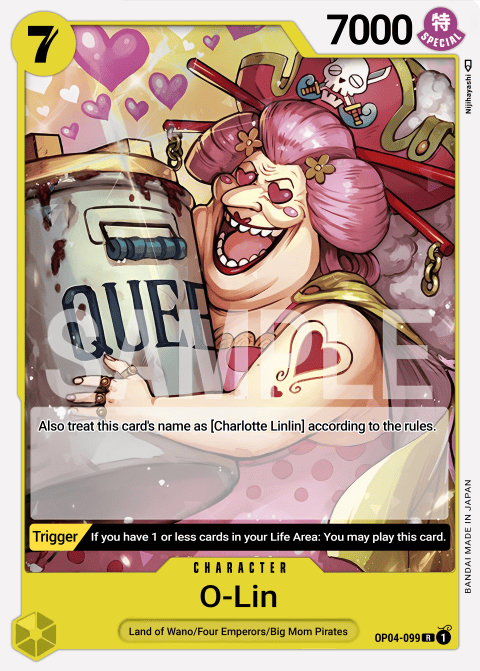 7
7000
特
SPECIAL
Nijihayashi
QUEE
SAMPLE
Also treat this card's name as [Charlotte Linlin] according to the rules.
Trigger If you have 1 or less cards in your Life Area: You may play this card.
BANDAI MADE IN JAPAN
CHARACTER
O-Lin
Land of Wano/Four Emperors/Big Mom Pirates
OP04-099 R 1